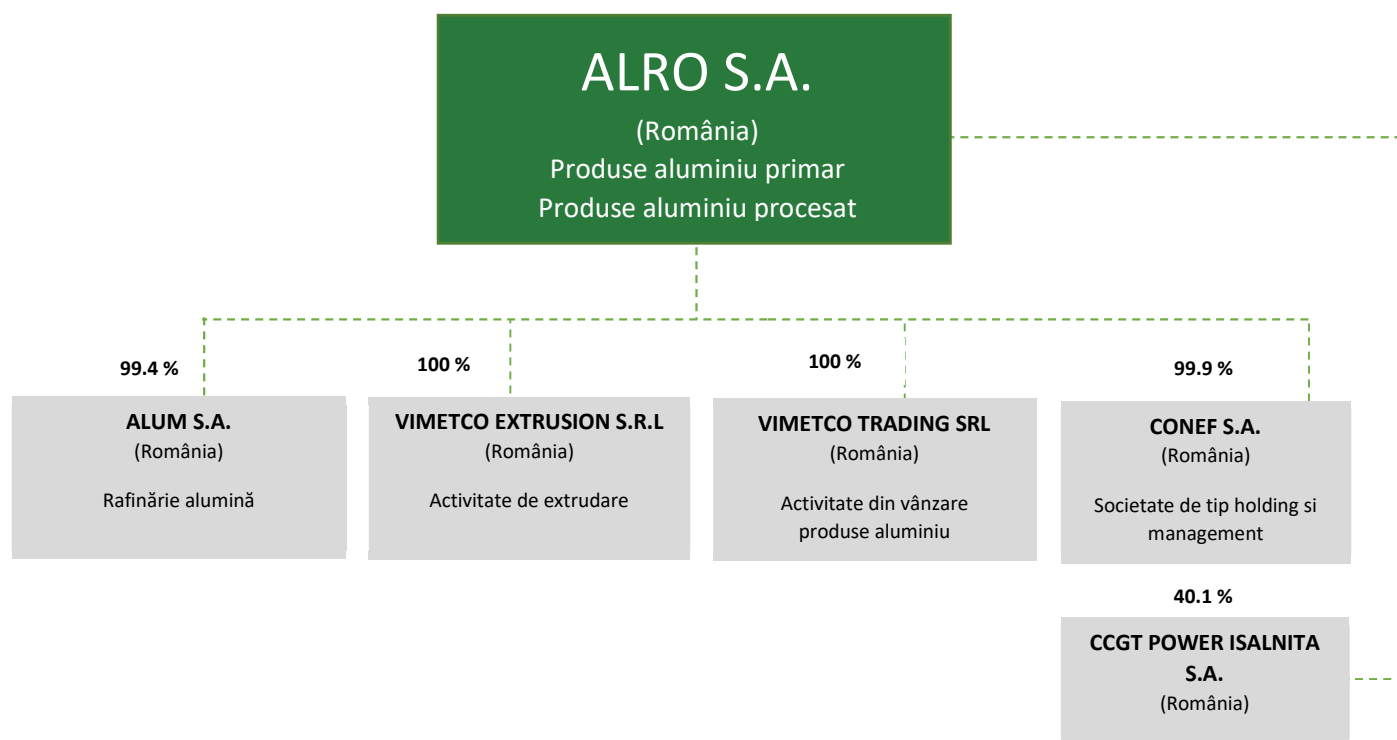 ALRO S.A.
(România)
Produse aluminiu primar
Produse aluminiu procesat
99.4 %
100 %
100 %
99.9 %
ALUM S.A.
(România)
Rafinărie alumină
VIMETCO EXTRUSION S.R.L
(România)
Activitate de extrudare
VIMETCO TRADING SRL
(România)
Activitate din vânzare
produse aluminiu
CONEF S.A.
(România)
Societate de tip holding si
management
40.1 %
CCGT POWER ISALNITA
S.A.
(România)